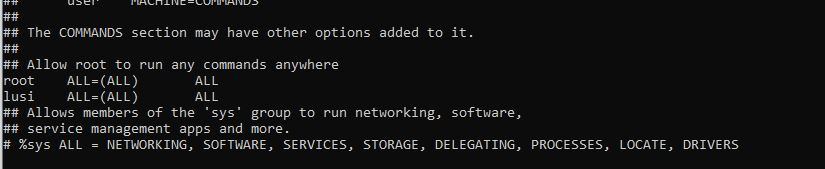 ##      user    MACHINE=COMMANDS
##
## The COMMANDS section may have other options added to it.
##
## Allow root to run any commands anywhere
root    ALL=(ALL)       ALL
lusi    ALL=(ALL)       ALL
## Allows members of the 'sys' group to run networking, software,
## service management apps and more.
# %sys ALL = NETWORKING, SOFTWARE, SERVICES, STORAGE, DELEGATING, PROCESSES, LOCATE, DRIVERS